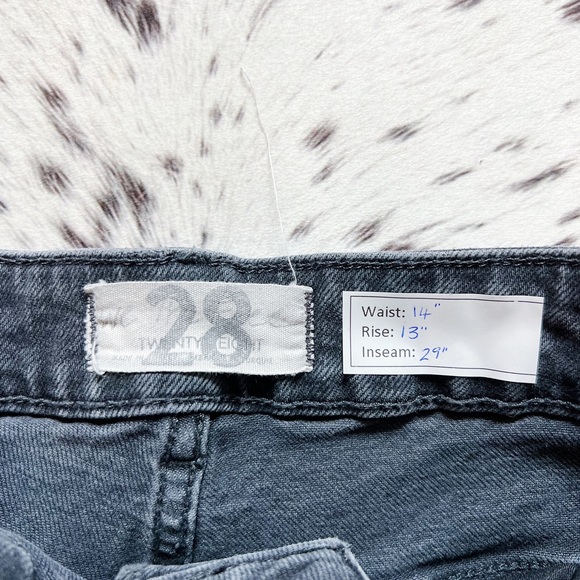 28
TWENTY EIGHT
Waist: 14"
Rise: 13"
Inseam: 29"